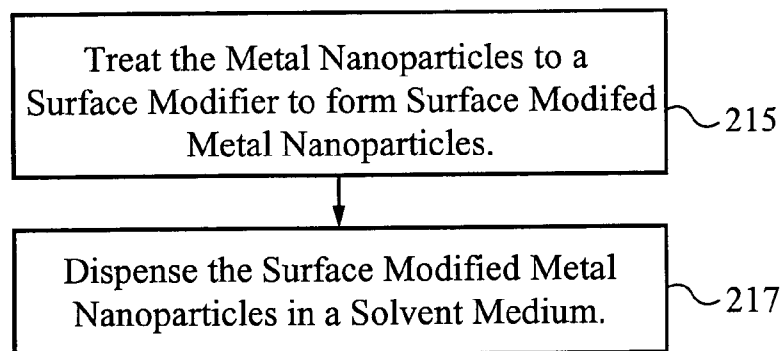 Treat the Metal Nanoparticles to a
Surface Modifier to form Surface Modifed
Metal Nanoparticles.
215
Dispense the Surface Modified Metal
Nanoparticles in a Solvent Medium.
217